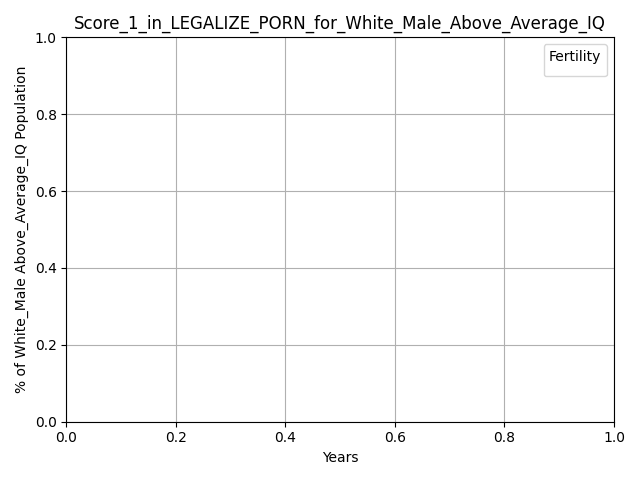 Score_1_in_LEGALIZE_PORN_for_White_Male_Above_Average_IQ
Fertility
% of White_Male Above_Average_IQ Population
1.0
0.8
0.6
0.4
0.2
0.0
0.0 0.2 0.4 0.6 0.8 1.0
Years